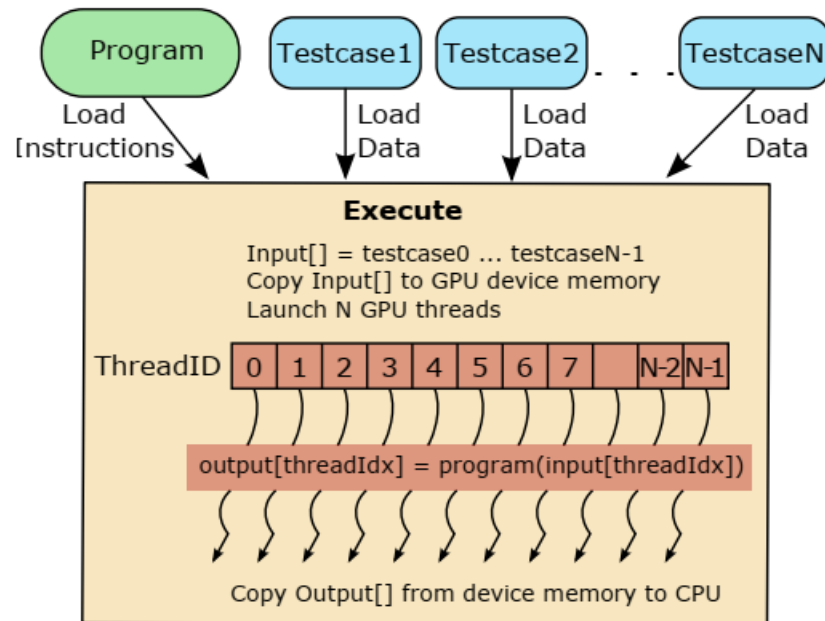 Program
Testcase1
Testcase2
. . .
TestcaseN
Load
Instructions
Load
Data
Load
Data
Load
Data
Execute
Input[] = testcase0 ... testcaseN-1
Copy Input[] to GPU device memory
Launch N GPU threads
ThreadID 0 1 2 3 4 5 6 7 N-2 N-1
output[threadIdx] = program(input[threadIdx])
Copy Output[] from device memory to CPU